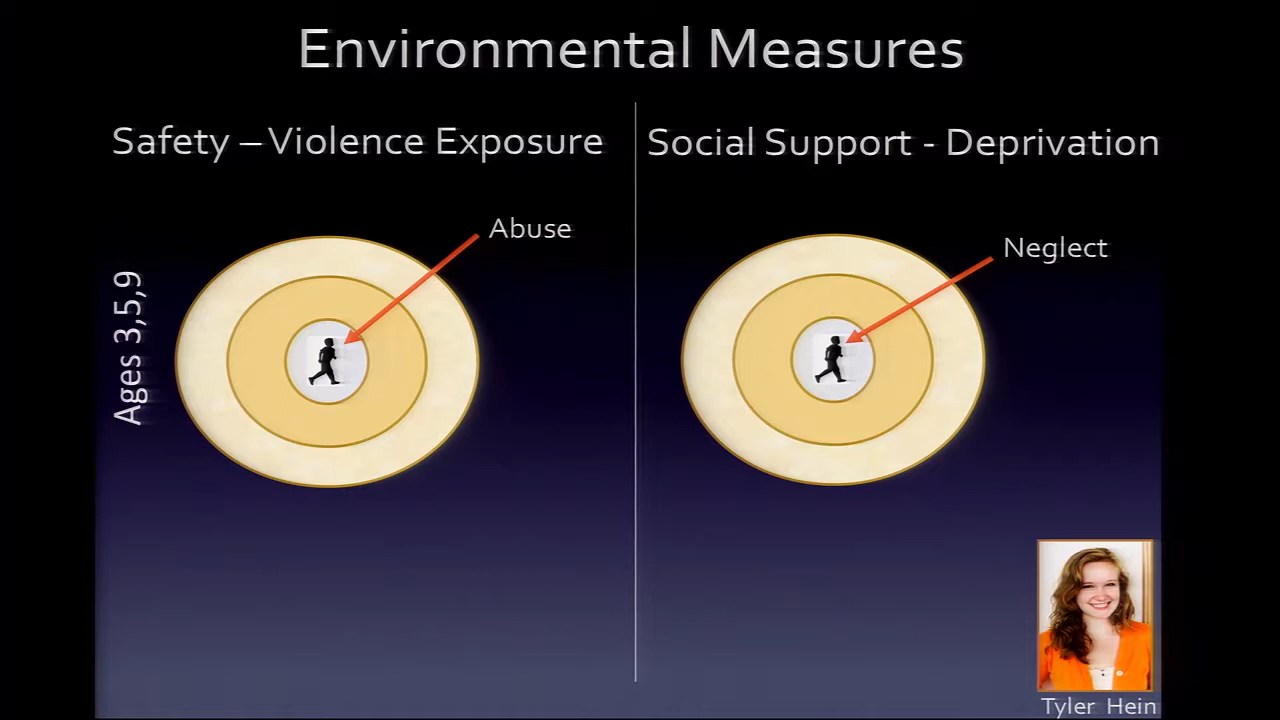 Environmental Measures
Safety – Violence Exposure
Social Support - Deprivation
Abuse
Neglect
Ages 3,5,9
Tyler Hein